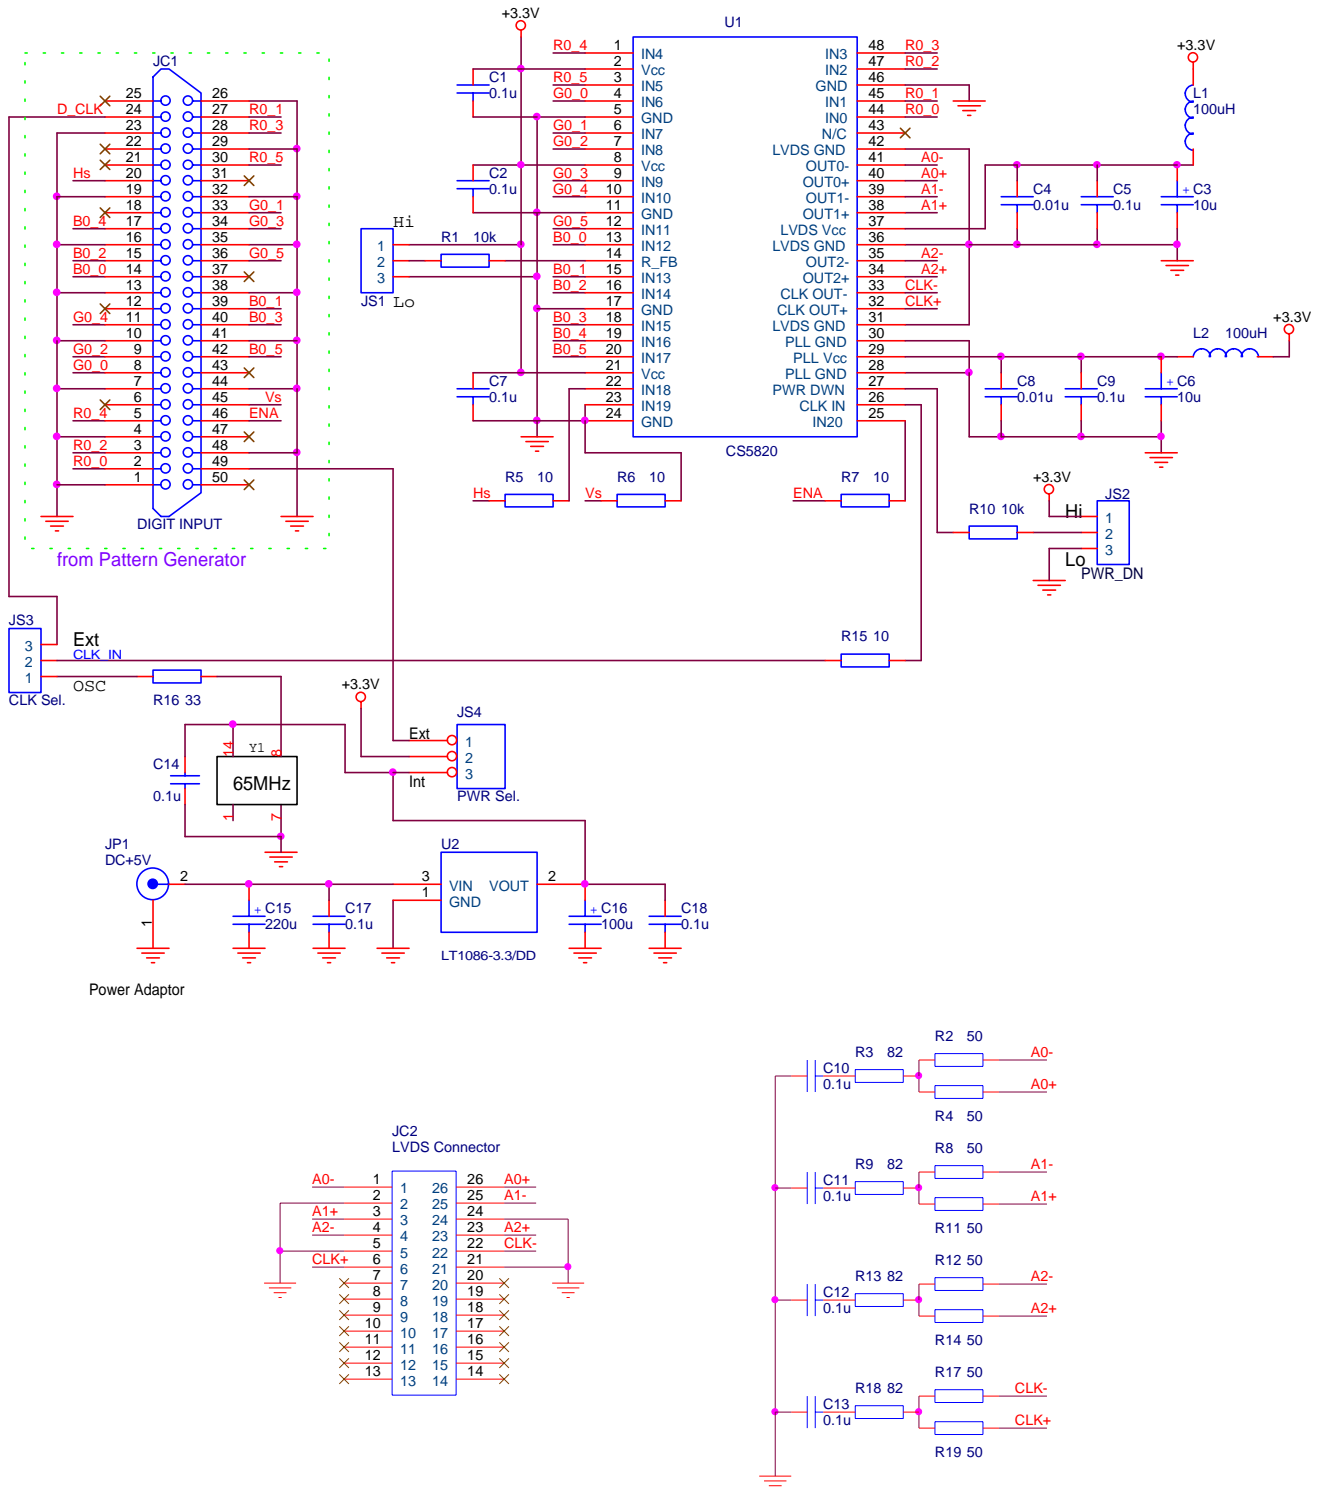 +3.3V
U1
JC1
DIGIT INPUT
from Pattern Generator
25 26
D_CLK 24 27 R0_1
23 28 R0_3
22 29
21 30 R0_5
Hs 20 31
19 32
18 33 G0_1
B0_4 17 34 G0_3
16 35
B0_2 15 36 G0_5
B0_0 14 37
13 38
12 39 B0_1
G0_4 11 40 B0_3
10 41
G0_2 9 42 B0_5
G0_0 8 43
7 44
6 45 Vs
R0_4 5 46 ENA
4 47
R0_2 3 48
R0_0 2 49
1 50
C1
0.1u
C2
0.1u
C7
0.1u
Hi
R1 10k
1
2
3
JS1 Lo
R0_4 1 IN4 IN3 48 R0_3
2 Vcc IN2 47 R0_2
R0_5 3 IN5 GND 46
G0_0 4 IN6 IN1 45 R0_1
5 GND IN0 44 R0_0
G0_1 6 IN7 N/C 43
G0_2 7 IN8 LVDS GND 42
8 Vcc OUT0- 41 A0-
G0_3 9 IN9 OUT0+ 40 A0+
G0_4 10 IN10 OUT1- 39 A1-
11 GND OUT1+ 38 A1+
G0_5 12 IN11 LVDS Vcc 37
B0_0 13 IN12 LVDS GND 36
14 R_FB OUT2- 35 A2-
B0_1 15 IN13 OUT2+ 34 A2+
B0_2 16 IN14 CLK OUT- 33 CLK-
17 GND CLK OUT+ 32 CLK+
B0_3 18 IN15 LVDS GND 31
B0_4 19 IN16 PLL GND 30
B0_5 20 IN17 PLL Vcc 29
21 Vcc PLL GND 28
22 IN18 PWR DWN 27
23 IN19 CLK IN 26
24 GND IN20 25
CS5820
+3.3V
L1
100uH
C4
0.01u
C5
0.1u
+ C3
10u
L2 100uH
+3.3V
C8
0.01u
C9
0.1u
+ C6
10u
R5 10
Hs
R6 10
Vs
R7 10
ENA
+3.3V
JS2
R10 10k
Hi 1
2
Lo 3
PWR_DN
JS3
3 Ext
2 CLK_IN
1 OSC
CLK Sel.
R16 33
R15 10
+3.3V
JS4
Ext 1
2
Int 3
PWR Sel.
C14
0.1u
14 Y1 8
65MHz
1 7
JP1
DC+5V
2
1
+ C15
220u
C17
0.1u
U2
3 VIN VOUT 2
1 GND
LT1086-3.3/DD
+ C16
100u
C18
0.1u
Power Adaptor
JC2
LVDS Connector
A0- 1 1 26 26 A0+
2 2 25 25 A1-
A1+ 3 3 24 24
A2- 4 4 23 23 A2+
5 5 22 22 CLK-
CLK+ 6 6 21 21
7 7 20 20
8 8 19 19
9 9 18 18
10 10 17 17
11 11 16 16
12 12 15 15
13 13 14 14
R2 50
R3 82
A0-
C10
0.1u
A0+
R4 50
R8 50
R9 82
A1-
C11
0.1u
A1+
R11 50
R12 50
R13 82
A2-
C12
0.1u
A2+
R14 50
R17 50
R18 82
CLK-
C13
0.1u
CLK+
R19 50